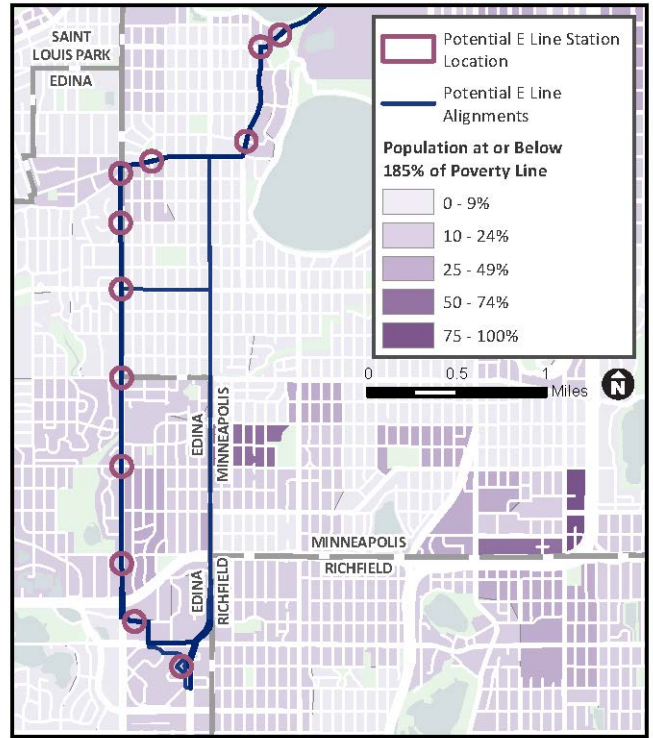 SAINT
LOUIS PARK
EDINA
Potential E Line Station
Location
Potential E Line
Alignments
Population at or Below
185% of Poverty Line
0 - 9%
10 - 24%
25 - 49%
50 - 74%
75 - 100%
0 0.5 1
Miles
N
EDINA
MINNEAPOLIS
MINNEAPOLIS
RICHFIELD
EDINA
RICHFIELD